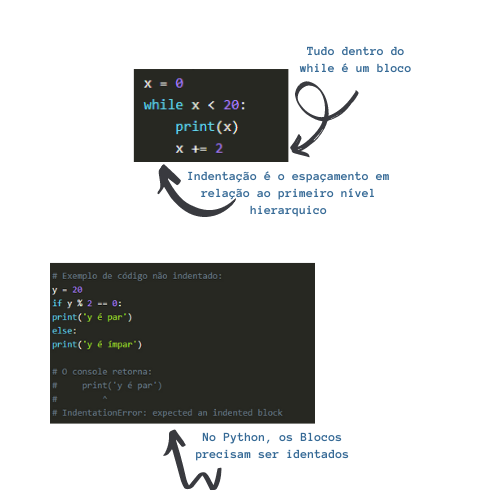 Tudo dentro do
while é um bloco
x = 0
while x < 20:
    print(x)
    x += 2
Indentação é o espaçamento em
relação ao primeiro nível
hierarquico
# Exemplo de código não indentado:
y = 20
if y % 2 == 0:
print('y é par')
else:
print('y é ímpar')
# O console retorna:
#     print('y é par')
#         ^
# IndentationError: expected an indented block
No Python, os Blocos
precisam ser identados